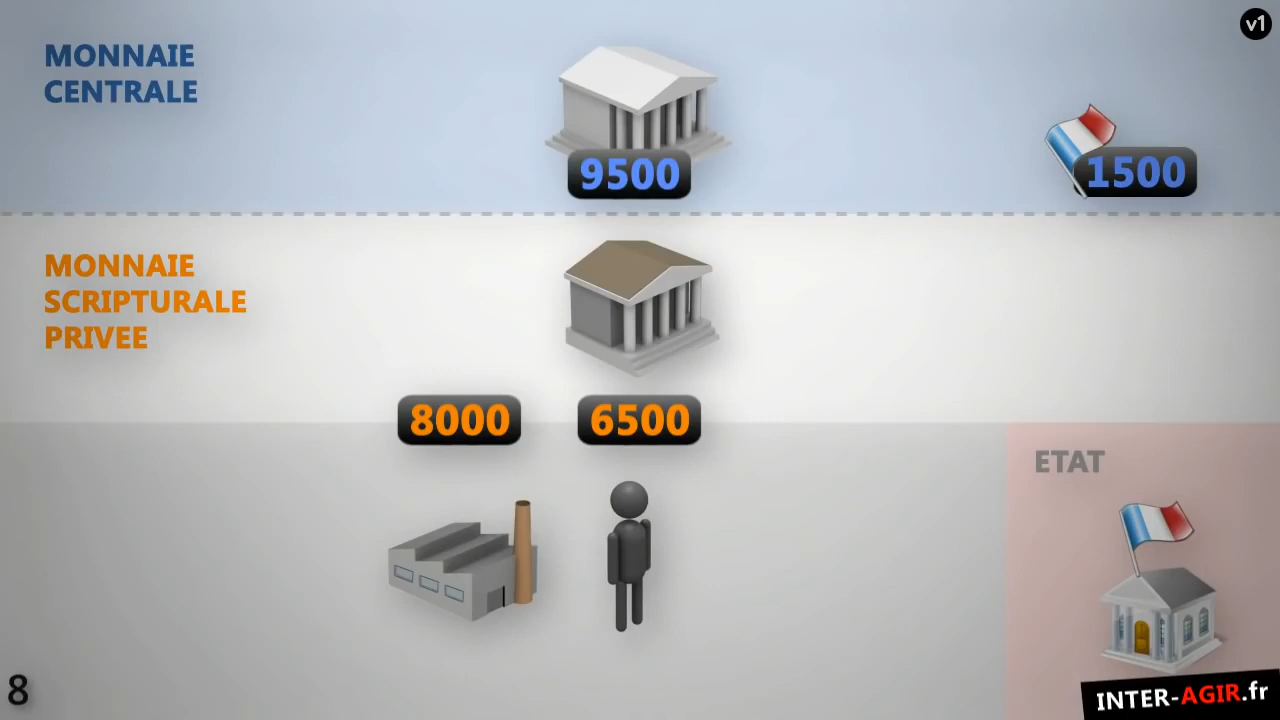 v1
MONNAIE
CENTRALE
9500
1500
MONNAIE
SCRIPTURALE
PRIVEE
8000
6500
ETAT
8
INTER-AGIR.fr